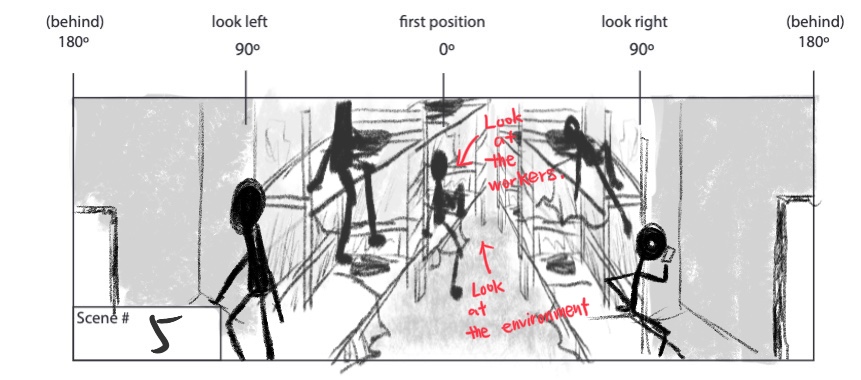 (behind)
180º
look left
90º
first position
0º
look right
90º
(behind)
180º
Look
at
the
workers.
Look
at
the environment
Scene #
5